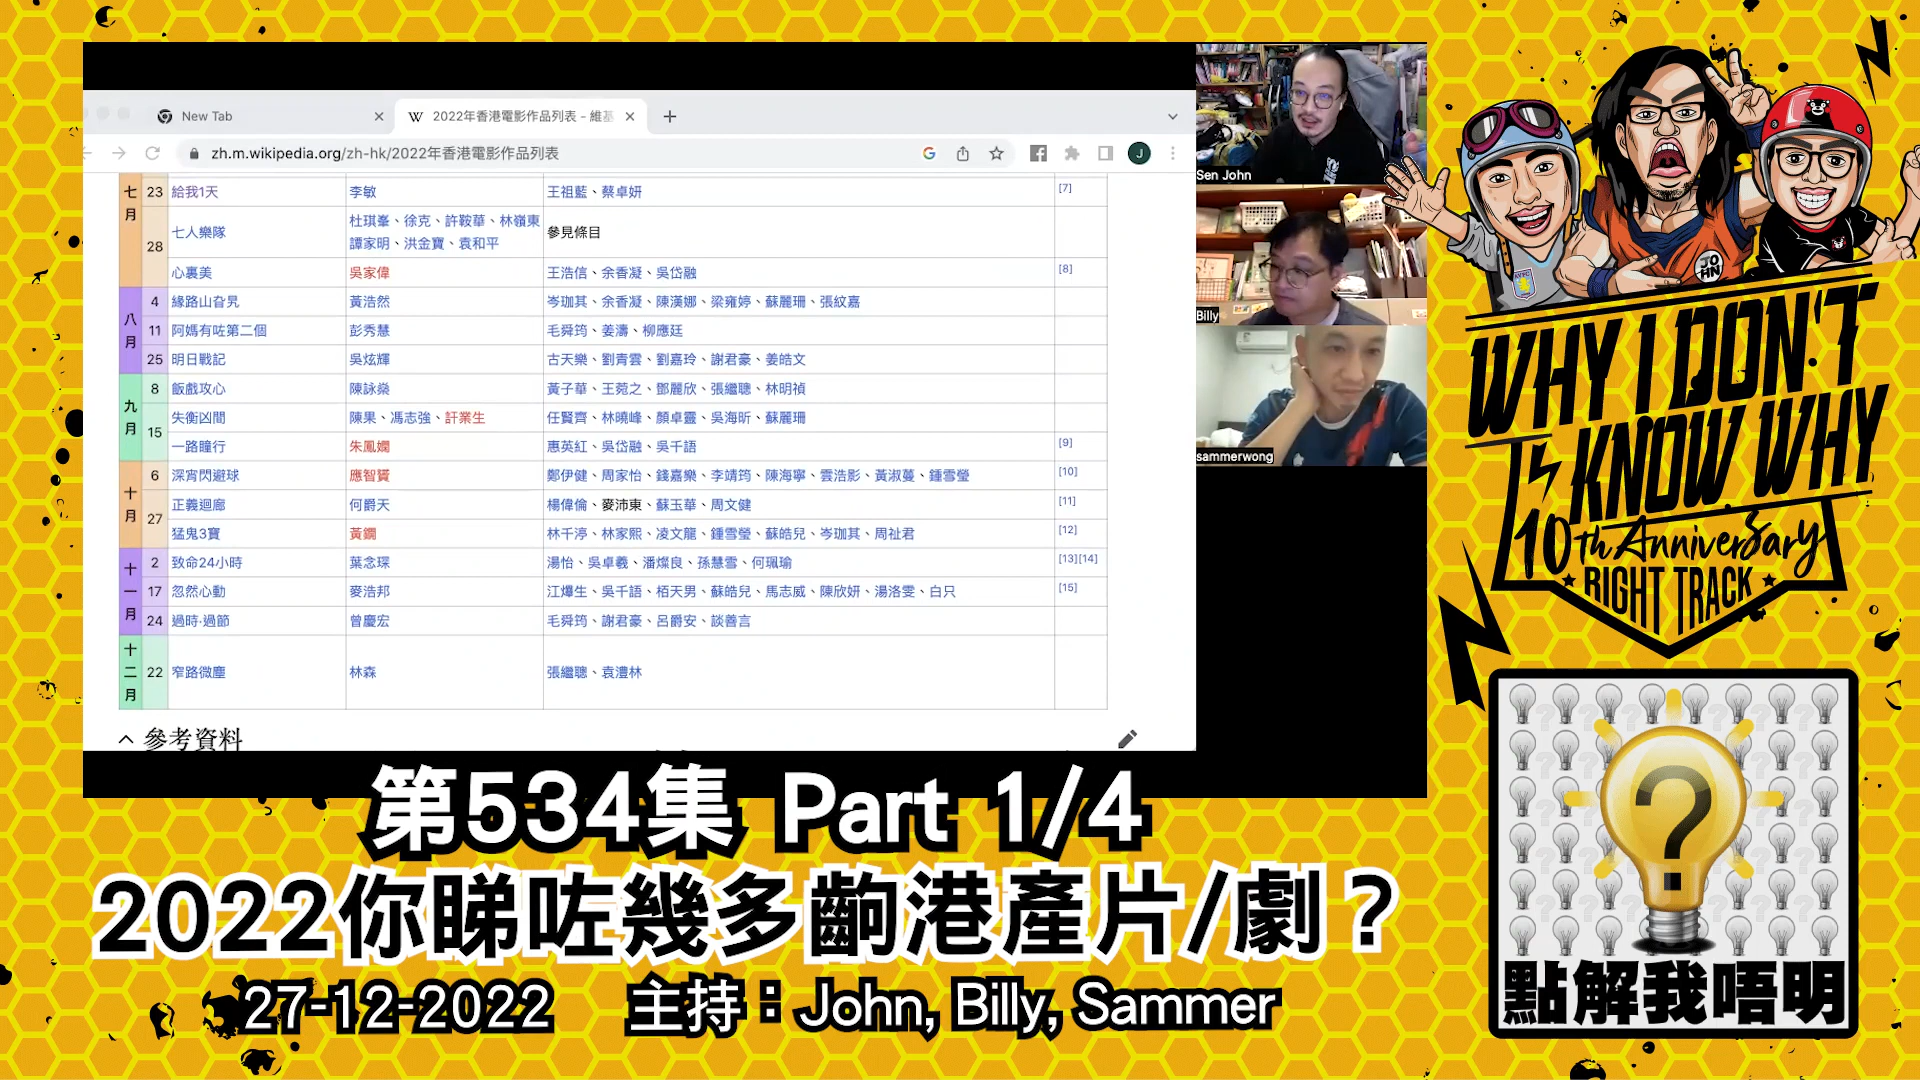 New Tab
2022年香港電影作品列表 - 維基
zh.m.wikipedia.org/zh-hk/2022年香港電影作品列表
J
七月 23 給我1天 李敏 王祖藍、蔡卓妍 [7]
28 七人樂隊 杜琪峯、徐克、許鞍華、林嶺東
譚家明、洪金寶、袁和平 參見條目
心裏美 吳家偉 王浩信、余香凝、吳岱融 [8]
八月 4 緣路山旮旯 黃浩然 岑珈其、余香凝、陳漢娜、梁雍婷、蘇麗珊、張紋嘉
11 阿媽有咗第二個 彭秀慧 毛舜筠、姜濤、柳應廷
25 明日戰記 吳炫輝 古天樂、劉青雲、劉嘉玲、謝君豪、姜皓文
九月 8 飯戲攻心 陳詠燊 黃子華、王菀之、鄧麗欣、張繼聰、林明禎
15 失衡凶間 陳果、馮志強、許業生 任賢齊、林曉峰、顏卓靈、吳海昕、蘇麗珊
一路瞳行 朱鳳嫻 惠英紅、吳岱融、吳千語 [9]
十月 6 深宵閃避球 應智贇 鄭伊健、周家怡、錢嘉樂、李靖筠、陳海寧、雲浩影、黃淑蔓、鍾雪瑩 [10]
27 正義迴廊 何爵天 楊偉倫、麥沛東、蘇玉華、周文健 [11]
猛鬼3寶 黃鐦 林千渟、林家熙、凌文龍、鍾雪瑩、蘇皓兒、岑珈其、周祉君 [12]
十一月 2 致命24小時 葉念琛 湯怡、吳卓羲、潘燦良、孫慧雪、何珮瑜 [13][14]
17 忽然心動 麥浩邦 江𤒹生、吳千語、栢天男、蘇皓兒、馬志威、陳欣妍、湯洛雯、白只 [15]
24 過時·過節 曾慶宏 毛舜筠、謝君豪、呂爵安、談善言
十二月 22 窄路微塵 林森 張繼聰、袁澧林
參考資料
Sen John
Billy
sammerwong
AVFC
JOHN
WHY I DON'T
KNOW WHY
10th Anniversary
RIGHT TRACK
點解我唔明
第534集 Part 1/4
2022你睇咗幾多齣港產片/劇？
27-12-2022 主持：John, Billy, Sammer